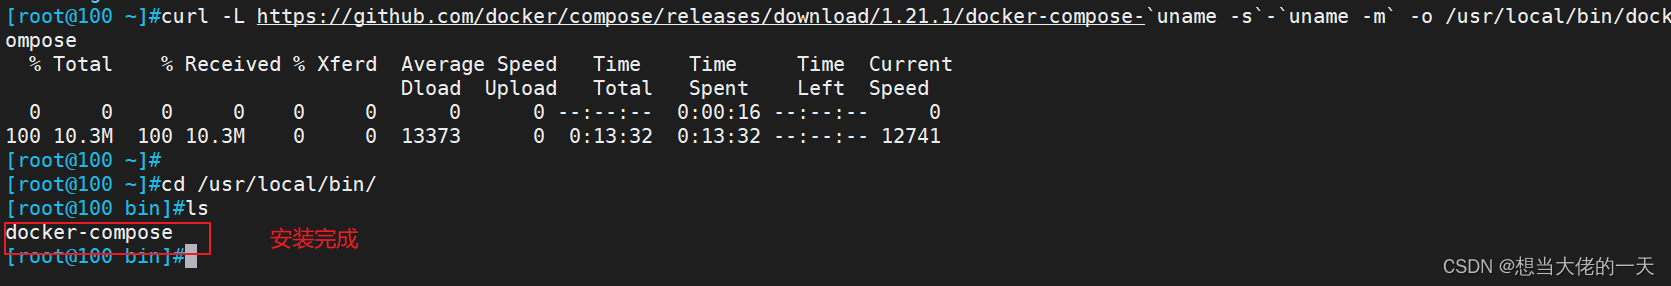 [root@100 ~]#curl -L https://github.com/docker/compose/releases/download/1.21.1/docker-compose-`uname -s`-`uname -m` -o /usr/local/bin/dock
ompose
  % Total    % Received % Xferd  Average Speed   Time    Time     Time  Current
                                 Dload  Upload   Total   Spent    Left  Speed
  0     0    0     0    0     0      0      0 --:--:--  0:00:16 --:--:--     0
100 10.3M  100 10.3M    0     0  13373      0  0:13:32  0:13:32 --:--:-- 12741
[root@100 ~]#
[root@100 ~]#cd /usr/local/bin/
[root@100 bin]#ls
docker-compose
安装完成
[root@100 bin]#
CSDN @想当大佬的一天